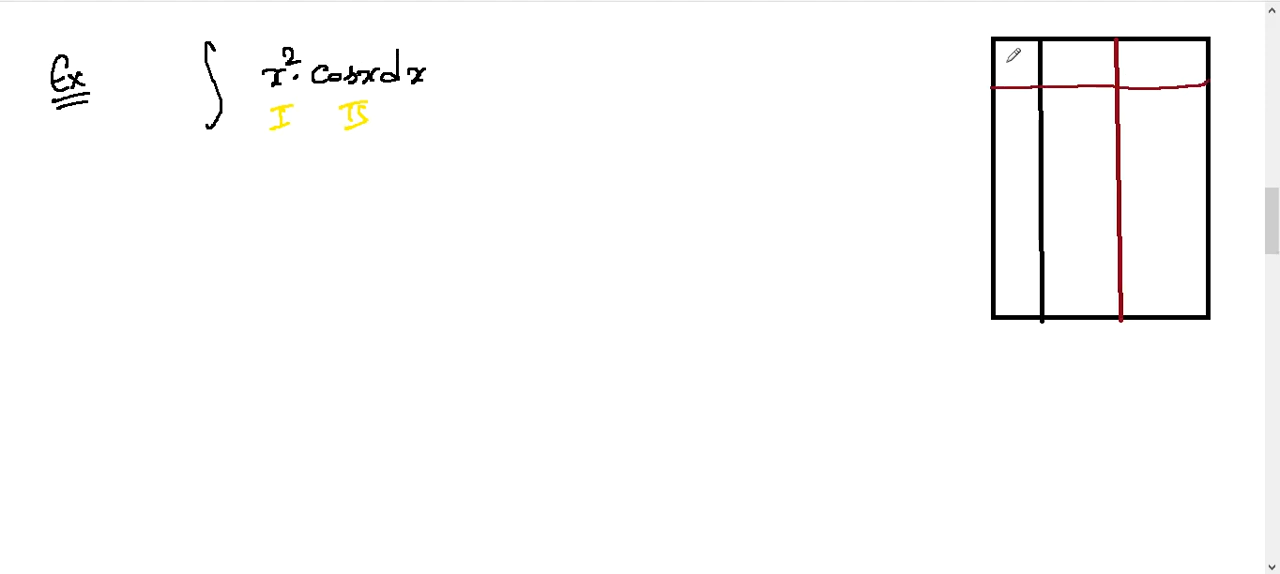 Ex ∫ x². cosx dx
I II